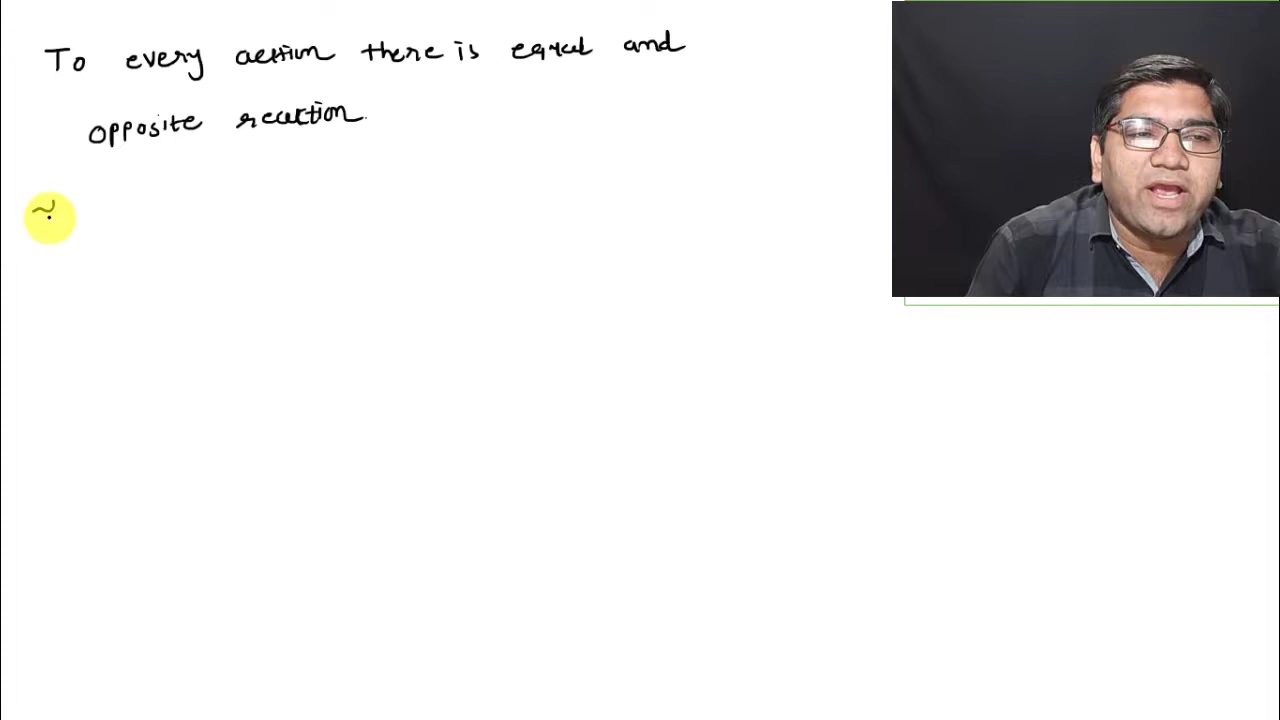 To every action there is equal and
opposite reaction.